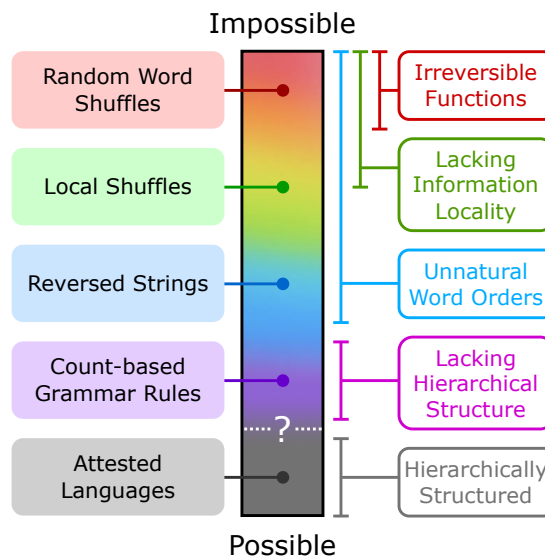 Impossible
Random Word
Shuffles
Irreversible
Functions
Local Shuffles
Lacking
Information
Locality
Reversed Strings
Unnatural
Word Orders
Count-based
Grammar Rules
Lacking
Hierarchical
Structure
?
Attested
Languages
Hierarchically
Structured
Possible